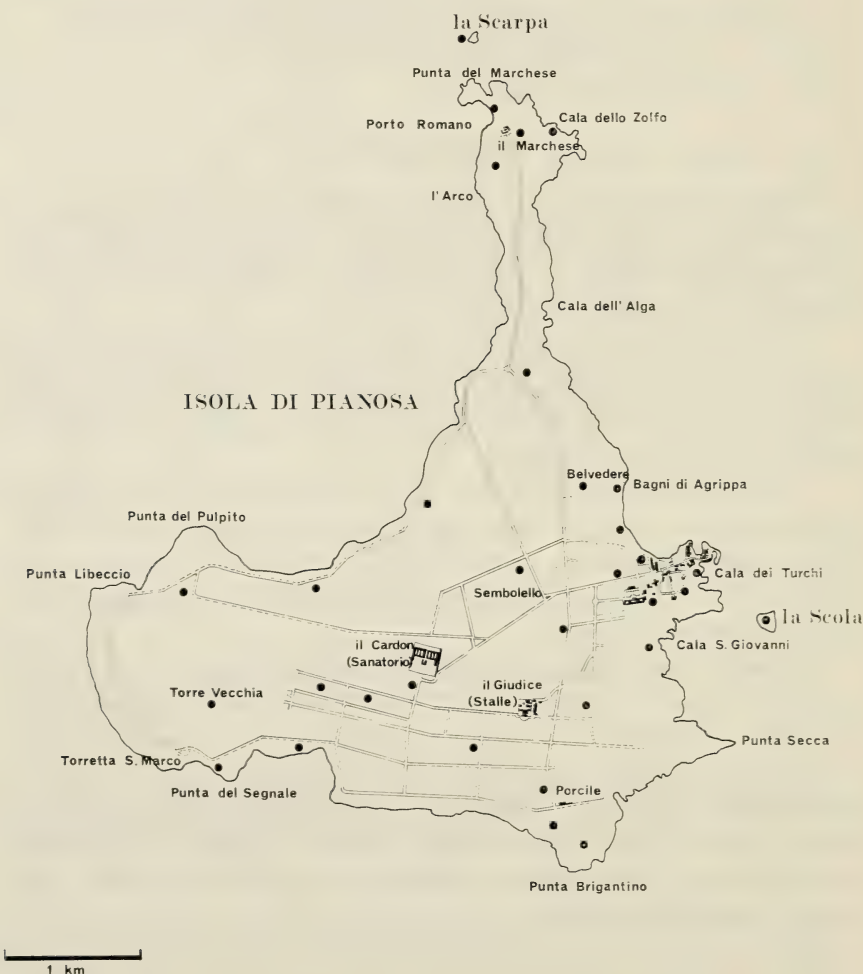 la Scarpa
Punta del Marchese
Cala dello Zolfo
Porto Romano
il Marchese
l'Arco
Cala dell'Alga
ISOLA DI PIANOSA
Belvedere
Bagni di Agrippa
Punta del Pulpito
Punta Libeccio
Cala dei Turchi
Sembolello
la Scola
il Cardon
(Sanatorio)
Cala S. Giovanni
il Giudice
(Stalle)
Torre Vecchia
Punta Secca
Torretta S. Marco
Punta del Segnale
Porcile
Punta Brigantino
1 km